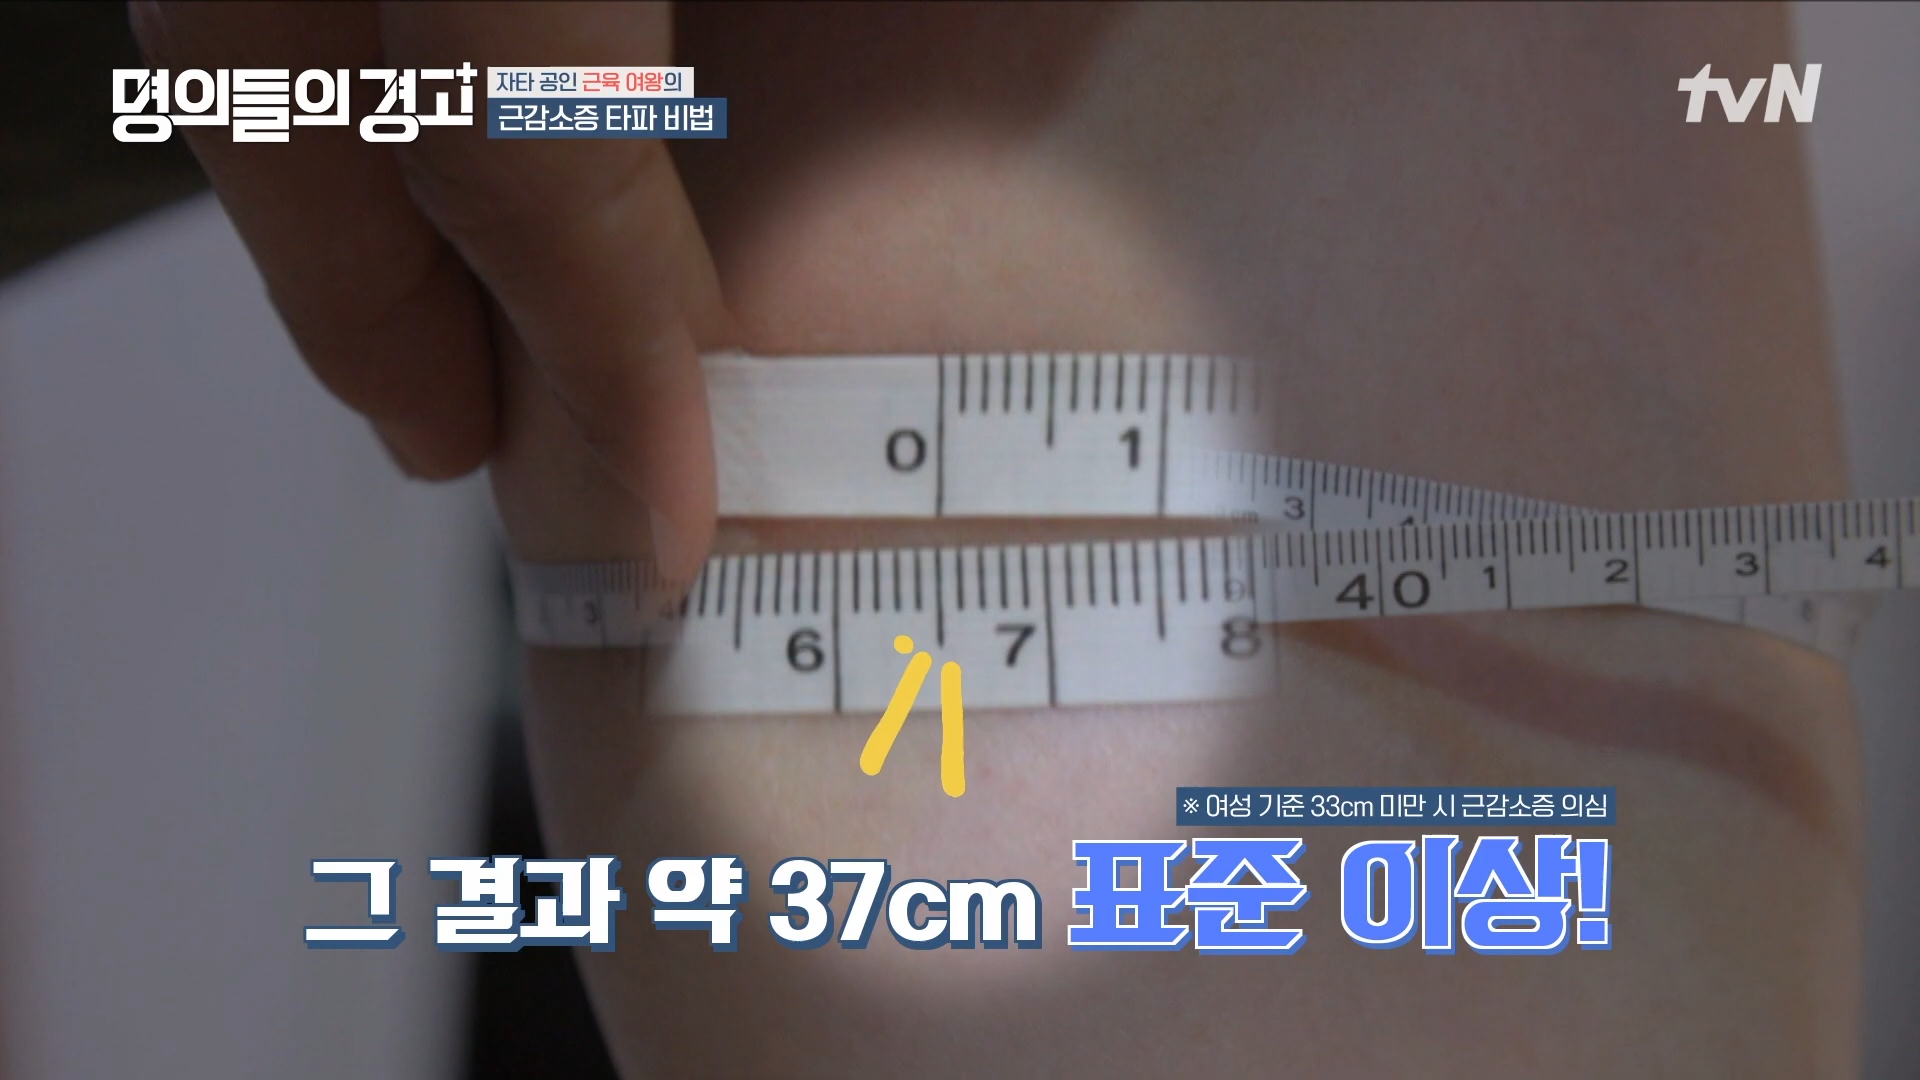 명의들의 경고+
자타 공인 근육 여왕의
근감소증 타파 비법
tvN
0 1
3
3 4 6 7 8 9 40 1 2 3 4
※ 여성 기준 33cm 미만 시 근감소증 의심
그 결과 약 37cm 표준 이상!